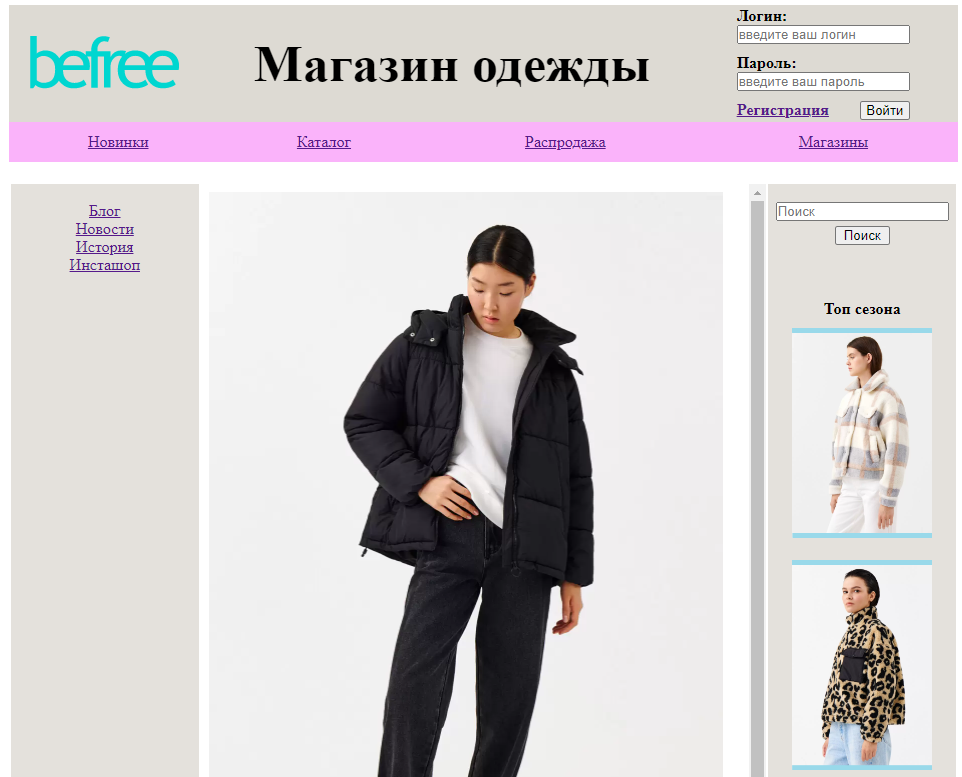 befree
Магазин одежды
Логин:
введите ваш логин
Пароль:
введите ваш пароль
Регистрация Войти
Новинки Каталог Распродажа Магазины
Блог
Новости
История
Инсташоп
Поиск
Поиск
Топ сезона